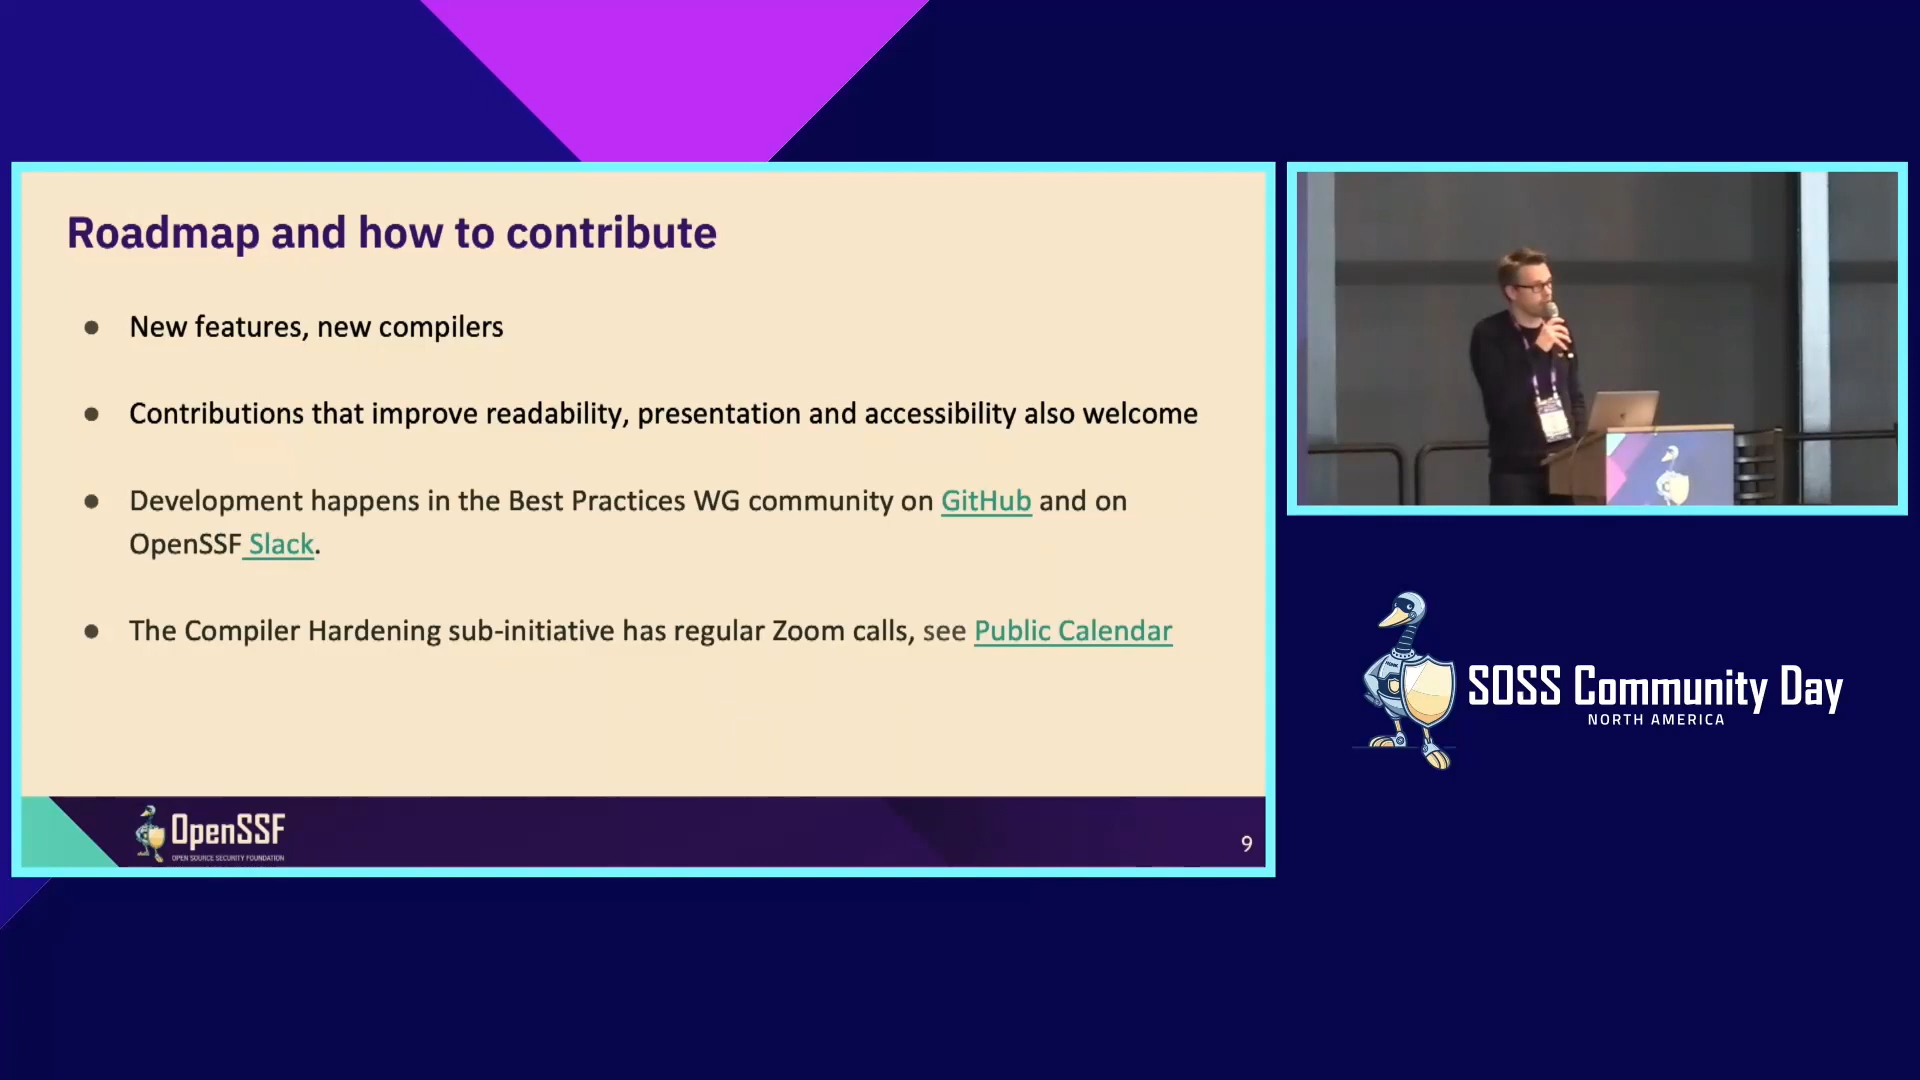 Roadmap and how to contribute
● New features, new compilers
● Contributions that improve readability, presentation and accessibility also welcome
● Development happens in the Best Practices WG community on GitHub and on
OpenSSF Slack.
● The Compiler Hardening sub-initiative has regular Zoom calls, see Public Calendar
OpenSSF
OPEN SOURCE SECURITY FOUNDATION
9
SOSS Community Day
NORTH AMERICA